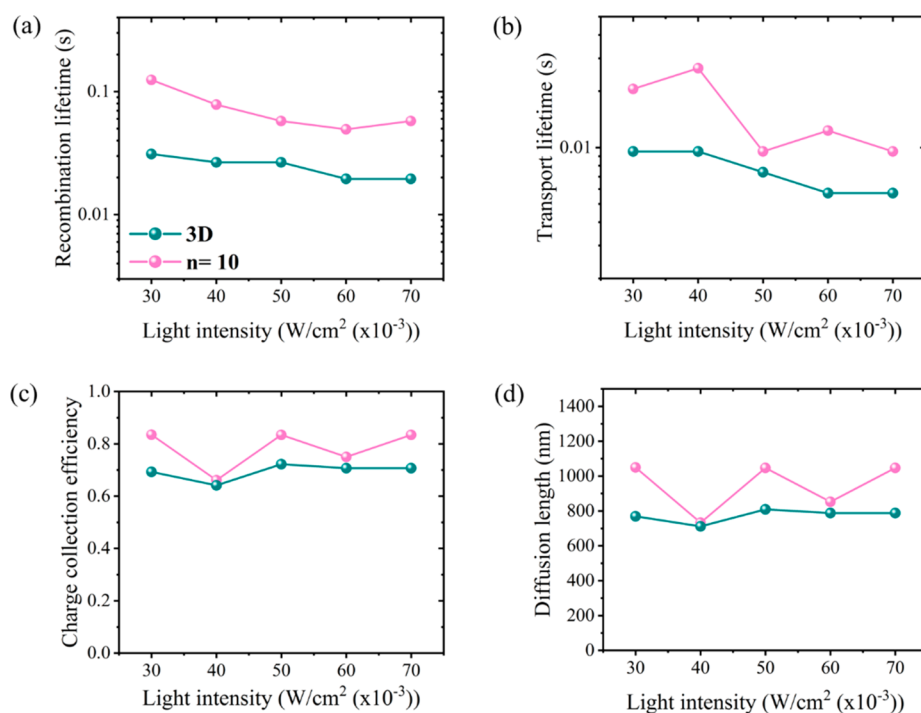 (a)
Recombination lifetime (s)
0.1
0.01
3D
n= 10
30 40 50 60 70
Light intensity (W/cm² (x10⁻³))
(b)
Transport lifetime (s)
0.01
30 40 50 60 70
Light intensity (W/cm² (x10⁻³))
(c)
Charge collection efficiency
1.0
0.8
0.6
0.4
0.2
0.0
30 40 50 60 70
Light intensity (W/cm² (x10⁻³))
(d)
Diffusion length (nm)
1400
1200
1000
800
600
400
200
0
30 40 50 60 70
Light intensity (W/cm² (x10⁻³))